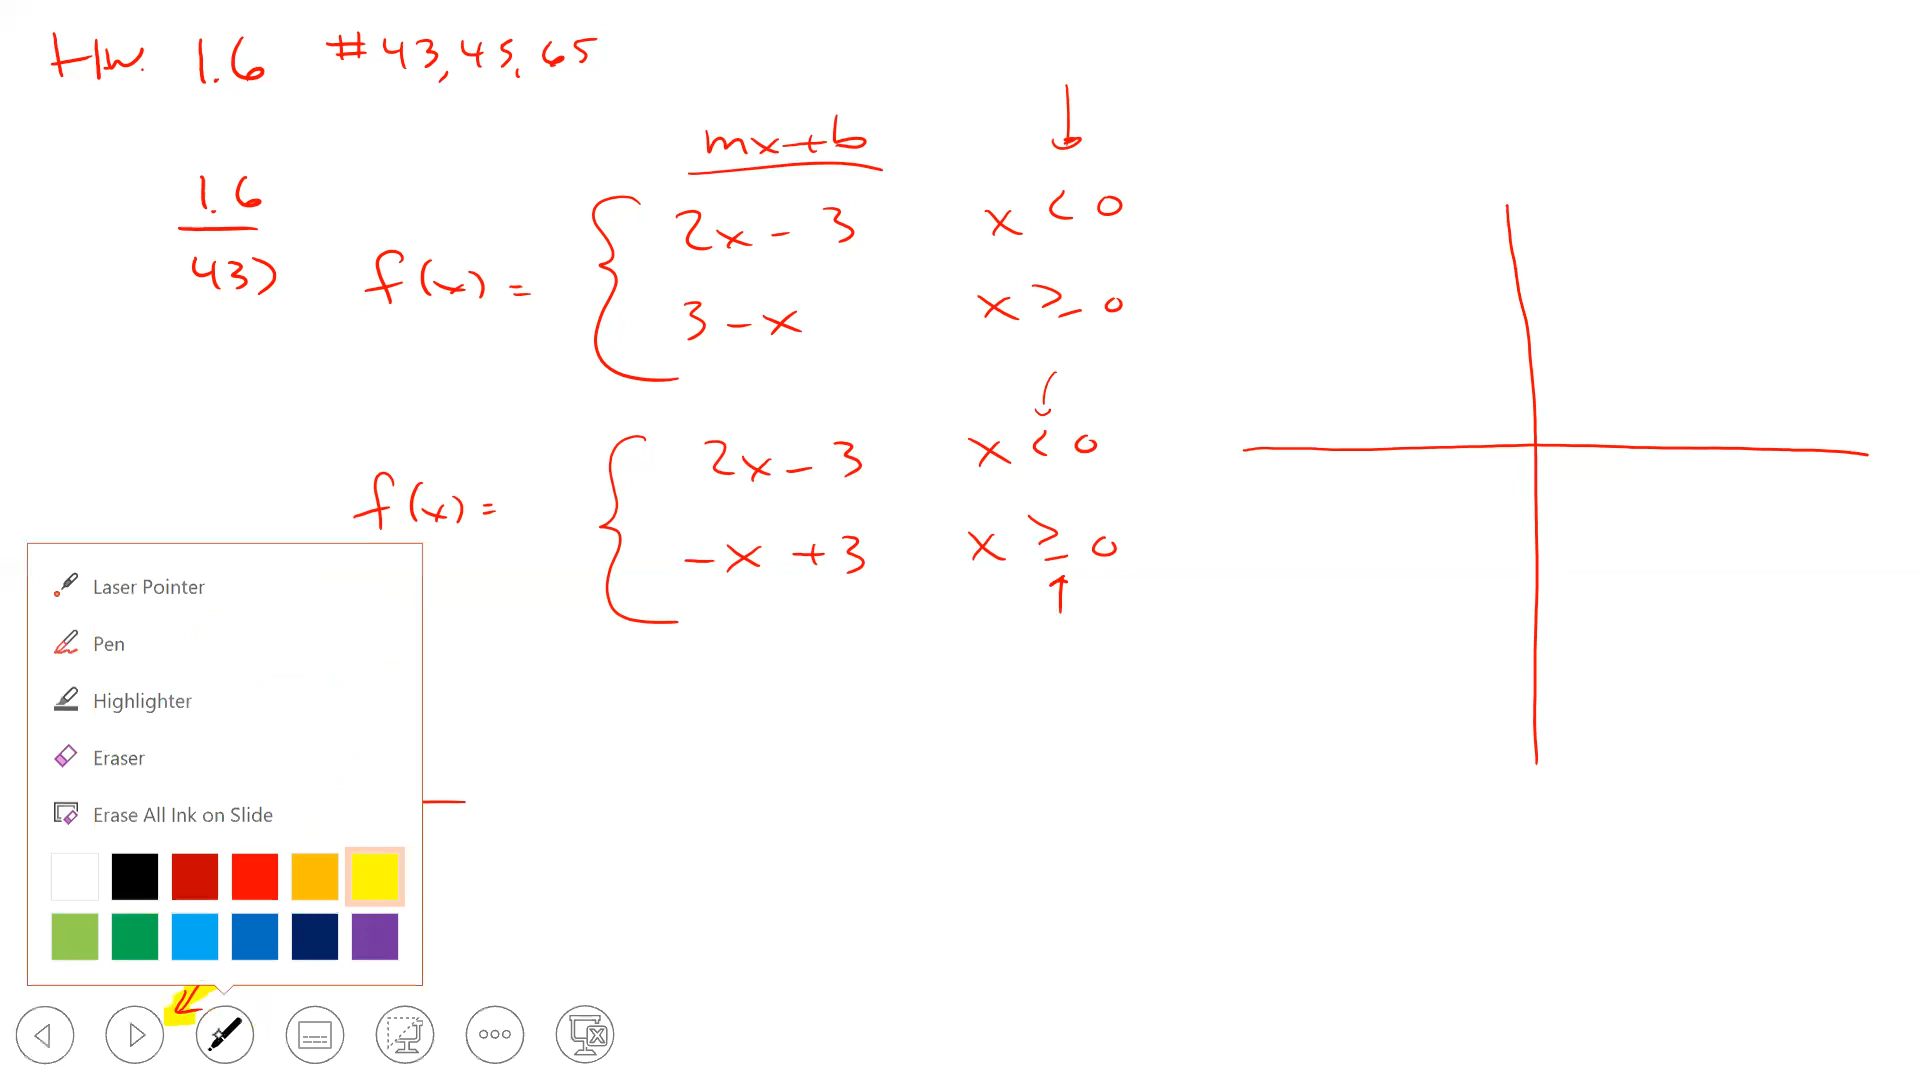 HW. 1.6 #43,45,65
mx+b
1.6
43) f(x) = { 2x - 3 x < 0
3 - x x ≥ 0
f(x) = { 2x - 3 x < 0
-x + 3 x ≥ 0
Laser Pointer
Pen
Highlighter
Eraser
Erase All Ink on Slide